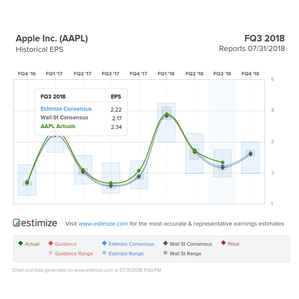 Apple Inc. (AAPL)
Historical EPS
FQ3 2018
Reports 07/31/2018
FQ4 '16 FQ1 '17 FQ2 '17 FQ3 '17 FQ4 '17 FQ1 '18 FQ2 '18 FQ3 '18 FQ4 '18
5
4
3
2
1
FQ3 2018 EPS
Estimize Consensus 2.22
Wall St Consensus 2.17
AAPL Actuals 2.34
estimize
Visit www.estimize.com for the most accurate & representative earnings estimates
Actual Guidance Estimize Consensus Wall St Consensus Price
Guidance Range Estimize Range Wall St Range
Chart and data generated on www.estimize.com at 07/31/2018 11:43PM